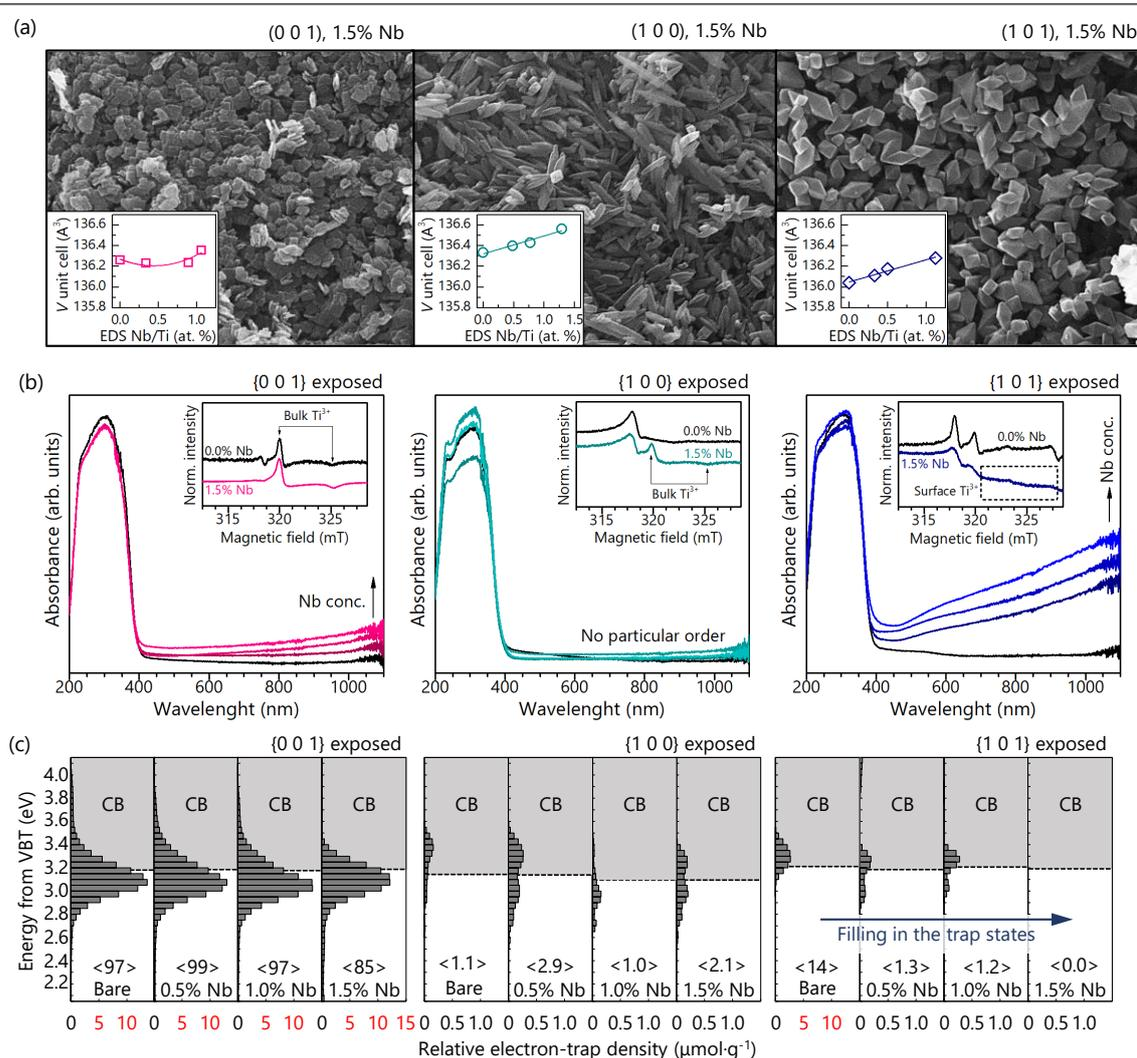 (a)
(0 0 1), 1.5% Nb
(1 0 0), 1.5% Nb
(1 0 1), 1.5% Nb
V unit cell (A³)
136.6
136.4
136.2
136.0
135.8
0.0 0.5 1.0
EDS Nb/Ti (at. %)
V unit cell (A³)
136.6
136.4
136.2
136.0
135.8
0.0 0.5 1.0 1.5
EDS Nb/Ti (at. %)
V unit cell (A³)
136.6
136.4
136.2
136.0
135.8
0.0 0.5 1.0
EDS Nb/Ti (at. %)
(b)
{0 0 1} exposed
Absorbance (arb. units)
Norm. intensity
Bulk Ti³⁺
0.0% Nb
1.5% Nb
315 320 325
Magnetic field (mT)
Nb conc.
200 400 600 800 1000
Wavelenght (nm)
{1 0 0} exposed
Absorbance (arb. units)
Norm. intensity
0.0% Nb
1.5% Nb
Bulk Ti³⁺
315 320 325
Magnetic field (mT)
No particular order
200 400 600 800 1000
Wavelenght (nm)
{1 0 1} exposed
Absorbance (arb. units)
Norm. intensity
0.0% Nb
1.5% Nb
Surface Ti³⁺
315 320 325
Magnetic field (mT)
Nb conc.
200 400 600 800 1000
Wavelenght (nm)
(c)
{0 0 1} exposed
{1 0 0} exposed
{1 0 1} exposed
Energy from VBT (eV)
4.0
3.8
3.6
3.4
3.2
3.0
2.8
2.6
2.4
2.2
CB CB CB CB
CB CB CB CB
CB CB CB CB
Filling in the trap states
<97> <99> <97> <85>
Bare 0.5% Nb 1.0% Nb 1.5% Nb
<1.1> <2.9> <1.0> <2.1>
Bare 0.5% Nb 1.0% Nb 1.5% Nb
<14> <1.3> <1.2> <0.0>
Bare 0.5% Nb 1.0% Nb 1.5% Nb
0 5 10 0 5 10 0 5 10 0 5 10 15
0 0.5 1.0 0 0.5 1.0 0 0.5 1.0 0 0.5 1.0
0 5 10 0 0.5 1.0 0 0.5 1.0 0 0.5 1.0
Relative electron-trap density (μmol·g⁻¹)